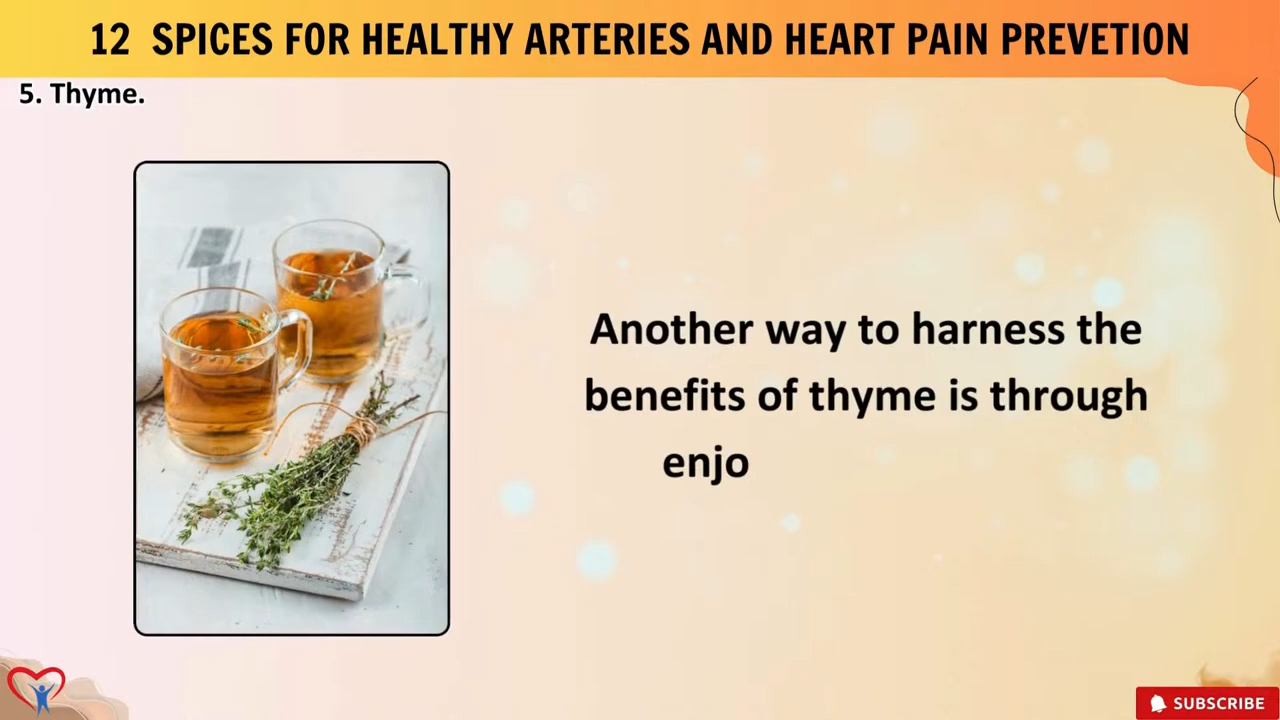 12 SPICES FOR HEALTHY ARTERIES AND HEART PAIN PREVETION
5. Thyme.
Another way to harness the
benefits of thyme is through
enjo
SUBSCRIBE